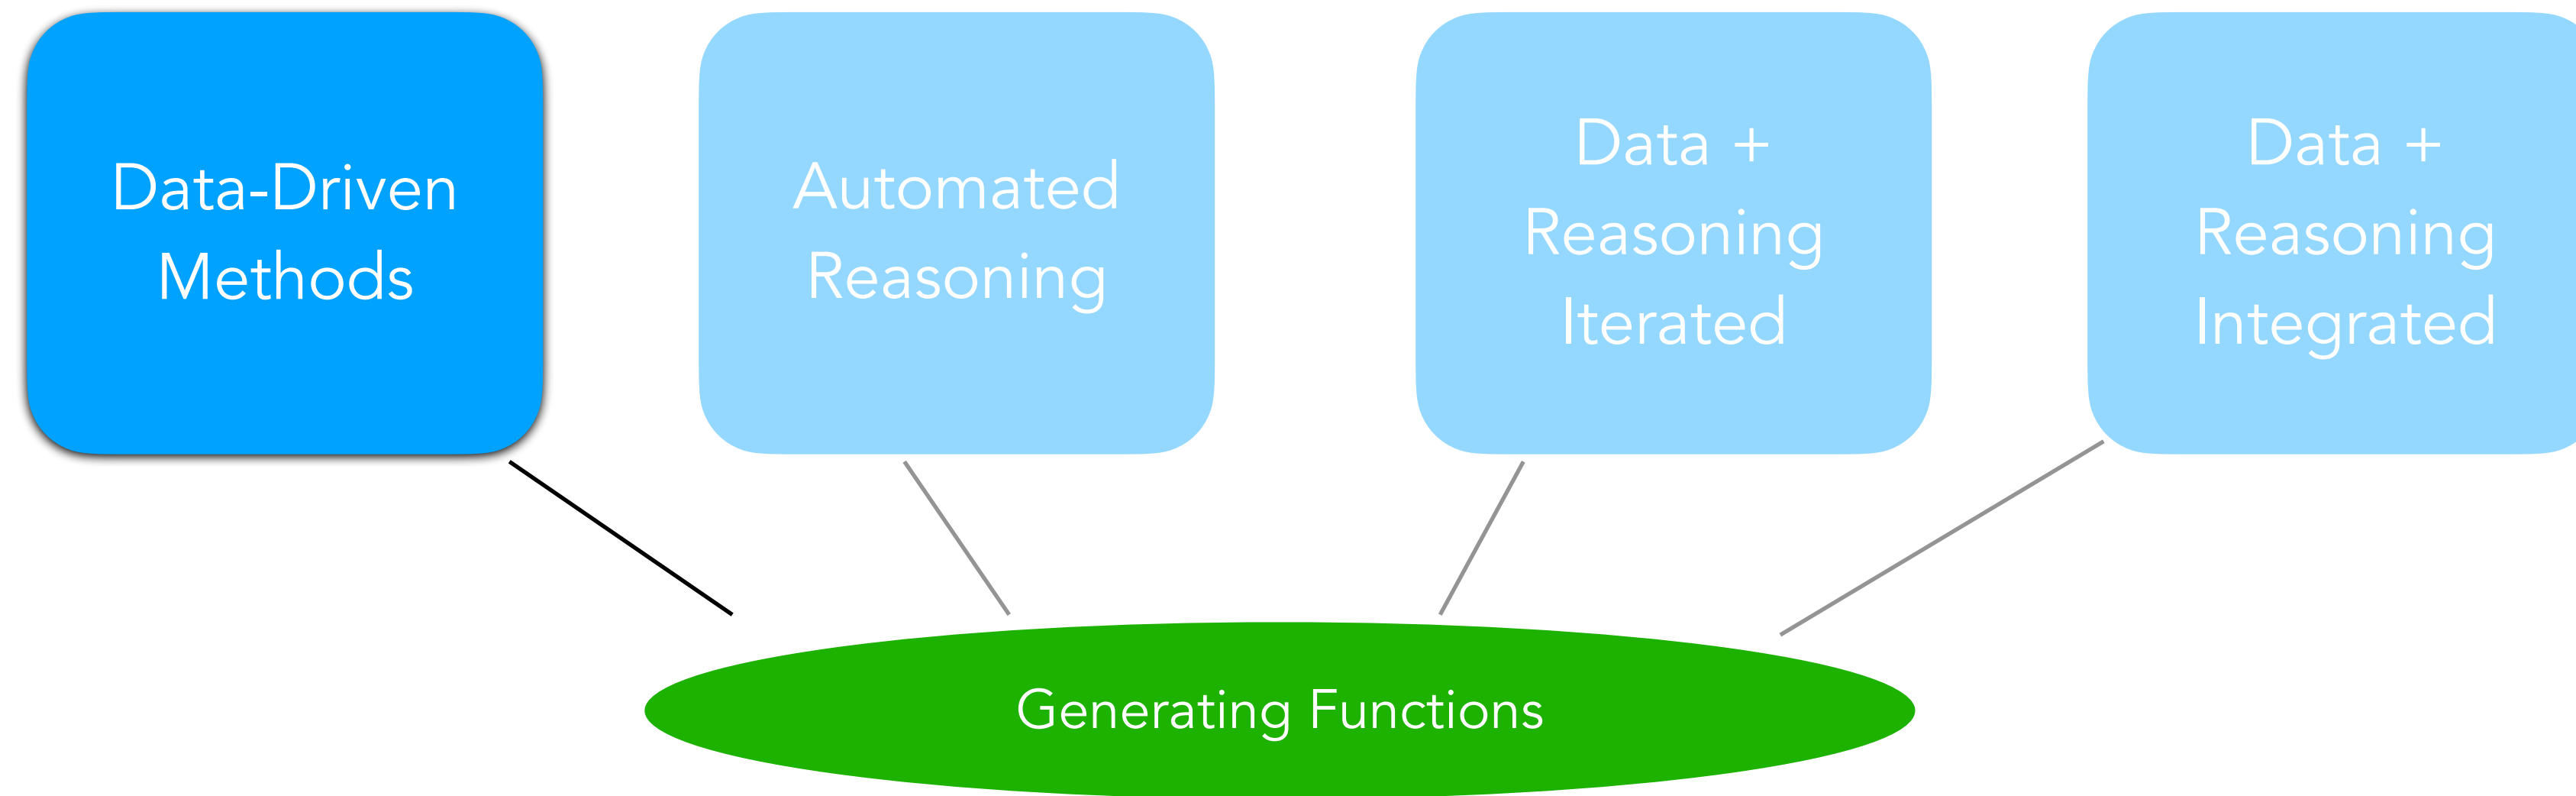 Data-Driven
Methods
Automated
Reasoning
Data +
Reasoning
Iterated
Data +
Reasoning
Integrated
Generating Functions